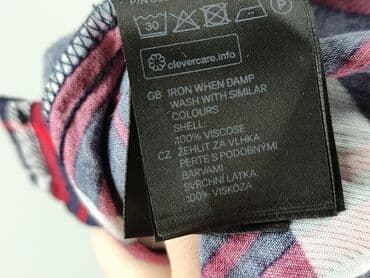 P/N
30 P
clevercare.info
GB IRON WHEN DAMP
WASH WITH SIMILAR
COLOURS
SHELL:
100% VISCOSE
CZ ŽEHLIT ZA VLHKA
PERTE S PODOBNÝMI
BARVAMI
SVRCHNÍ LÁTKA:
100% VISKÓZA